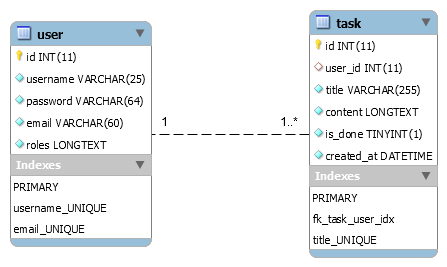 user
id INT(11)
username VARCHAR(25)
password VARCHAR(64)
email VARCHAR(60)
roles LONGTEXT
Indexes
PRIMARY
username_UNIQUE
email_UNIQUE
1
1..*
task
id INT(11)
user_id INT(11)
title VARCHAR(255)
content LONGTEXT
is_done TINYINT(1)
created_at DATETIME
Indexes
PRIMARY
fk_task_user_idx
title_UNIQUE